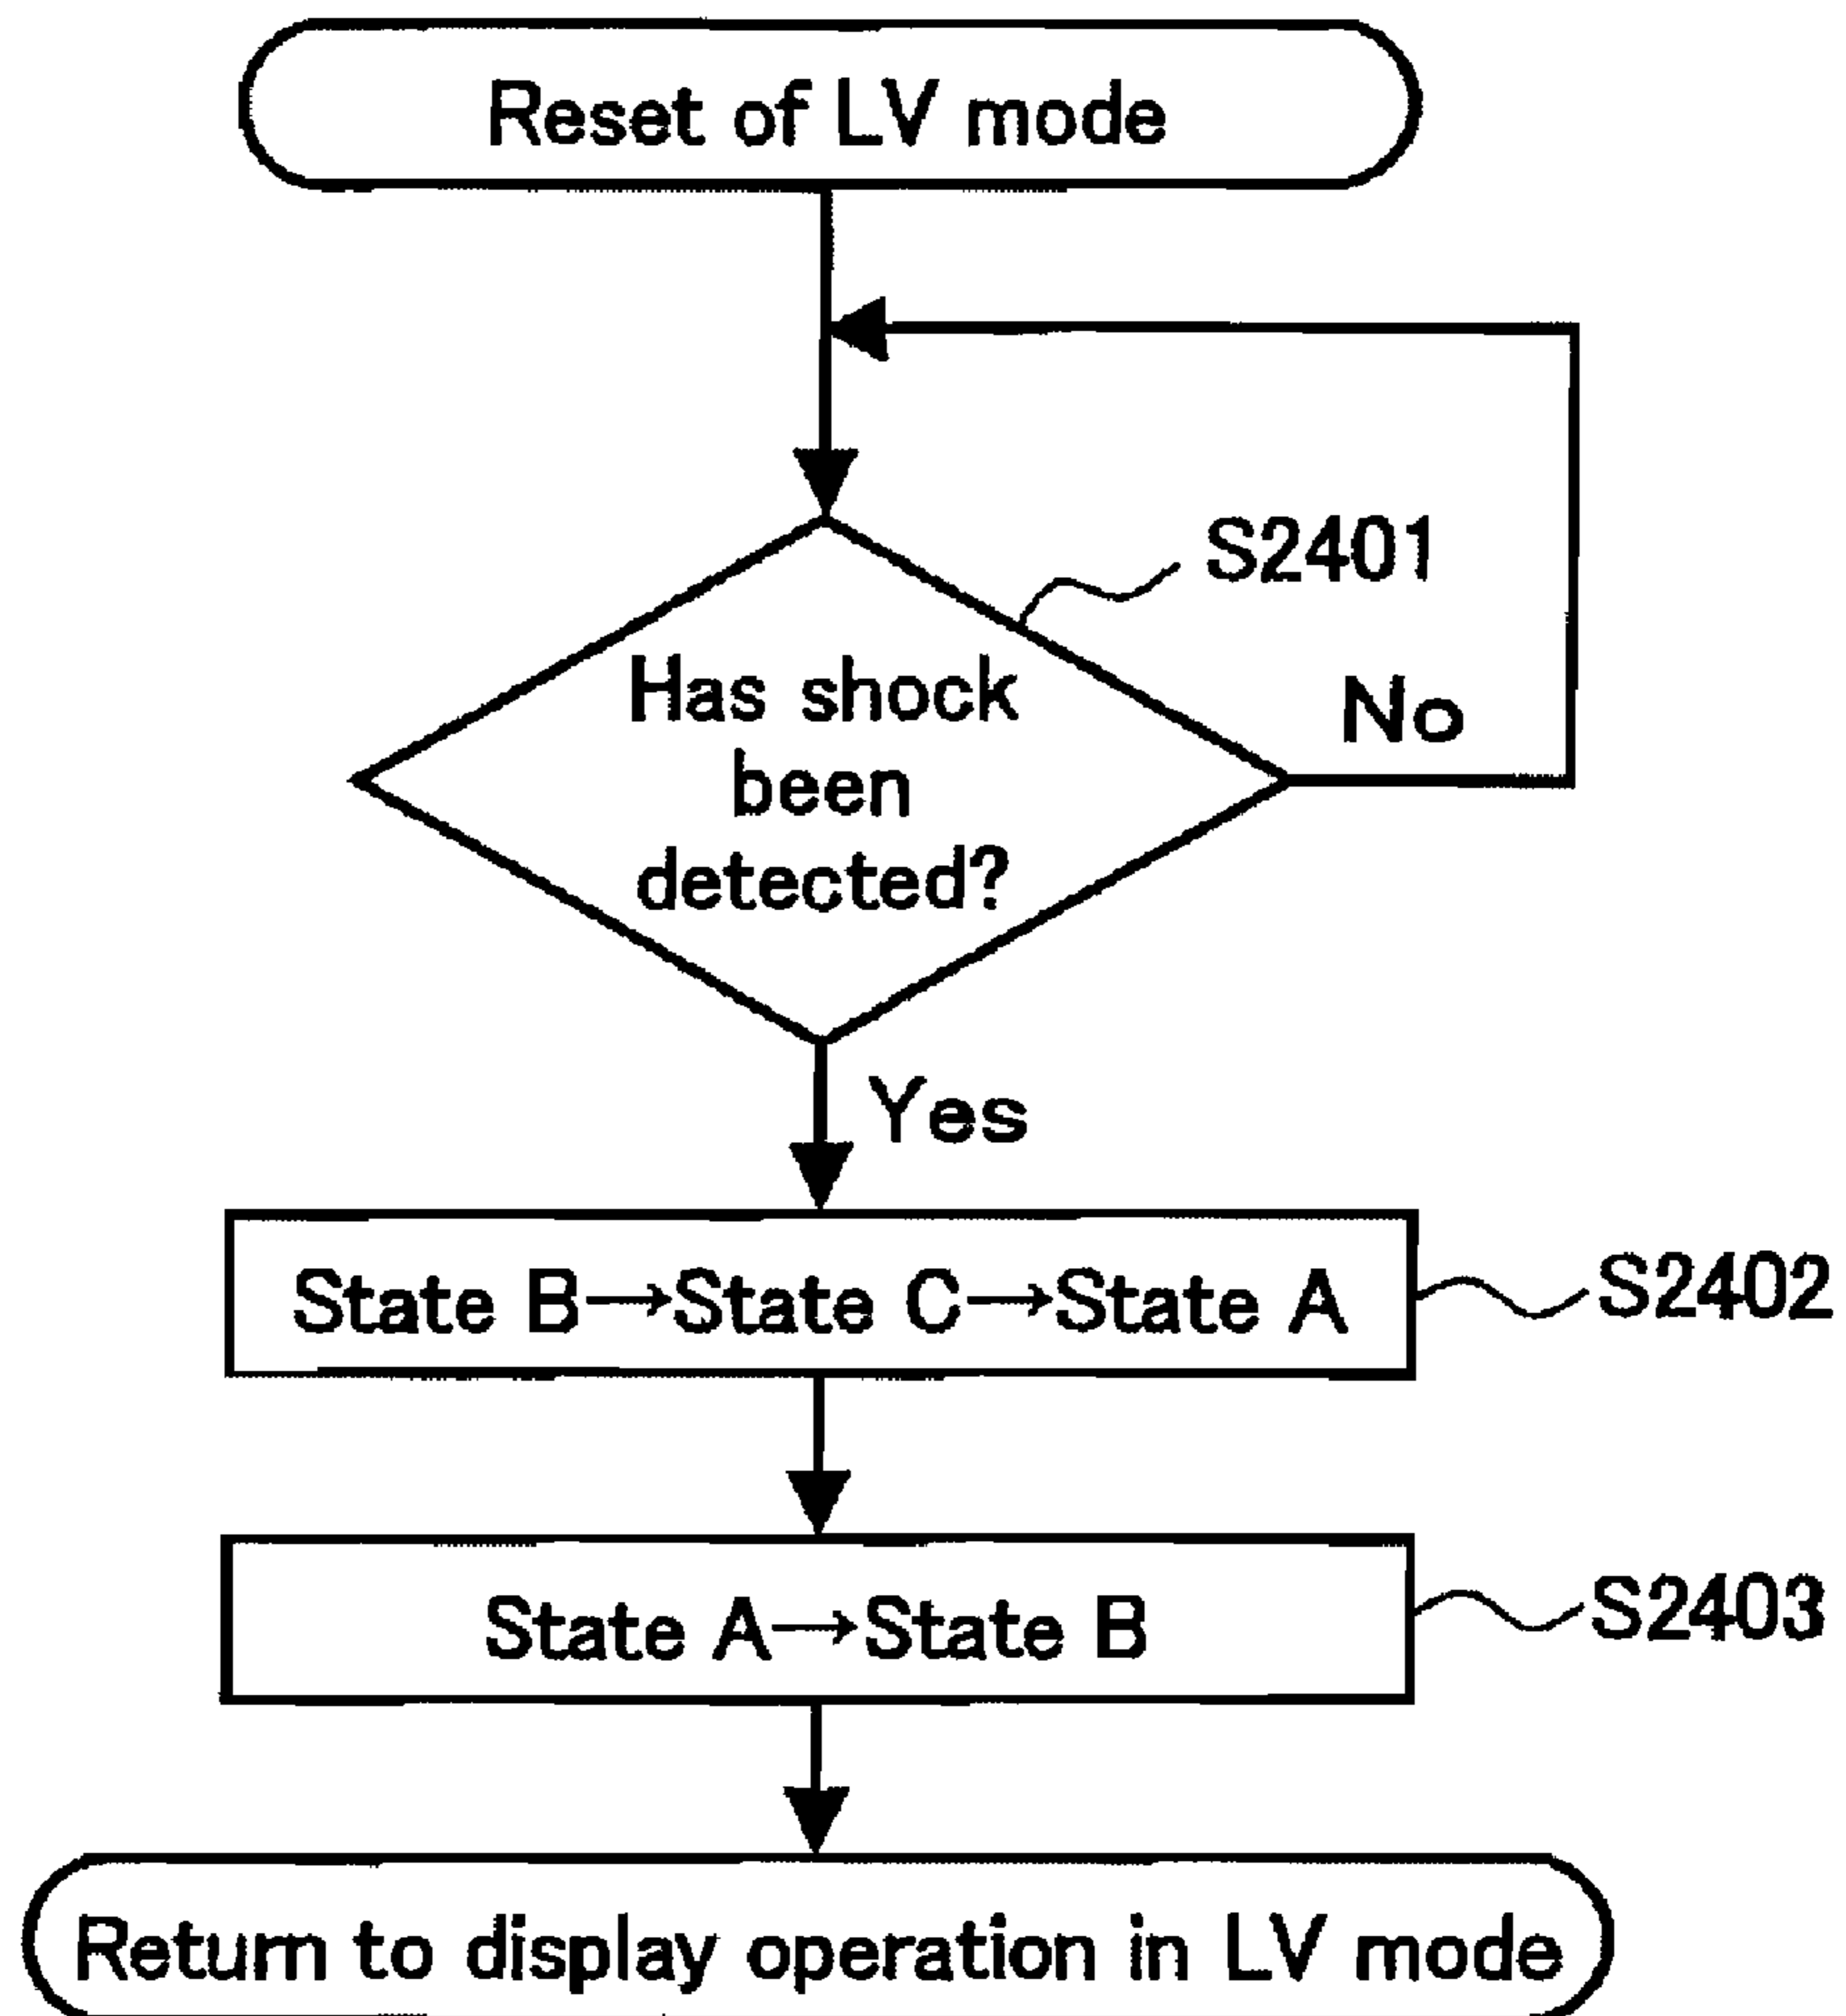 Reset of LV mode
S2401
Has shock
been
detected?
No
Yes
State B→State C→State A
S2402
State A→State B
S2403
Return to display operation in LV mode